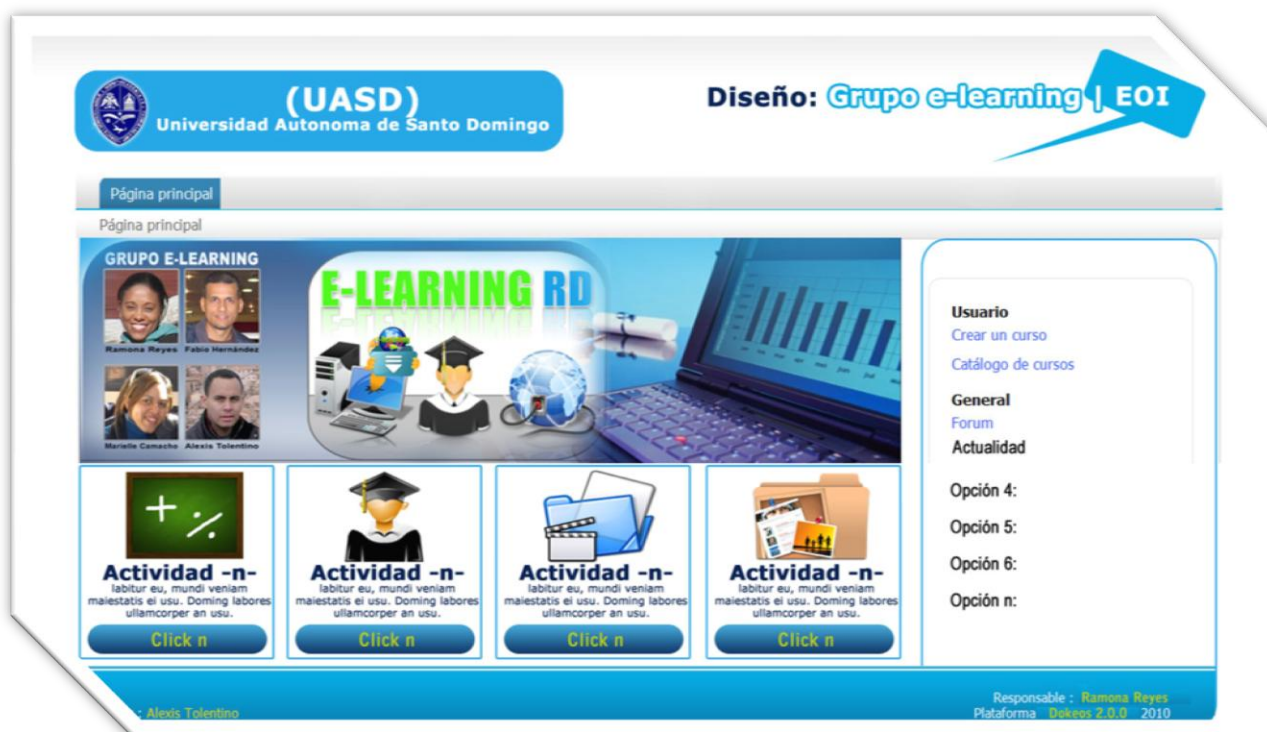 (UASD)
Universidad Autonoma de Santo Domingo
Diseño: Grupo e-learning | EOI
Página principal
Página principal
GRUPO E-LEARNING
Ramona Reyes Fabio Hernández
Marielle Camacho Alexis Tolentino
E-LEARNING RD
Usuario
Crear un curso
Catálogo de cursos
General
Forum
Actualidad
Opción 4:
Opción 5:
Opción 6:
Opción n:
Actividad -n-
labitur eu, mundi veniam
maiestatis ei usu. Doming labores
ullamcorper an usu.
Click n
Actividad -n-
labitur eu, mundi veniam
maiestatis ei usu. Doming labores
ullamcorper an usu.
Click n
Actividad -n-
labitur eu, mundi veniam
maiestatis ei usu. Doming labores
ullamcorper an usu.
Click n
Actividad -n-
labitur eu, mundi veniam
maiestatis ei usu. Doming labores
ullamcorper an usu.
Click n
: Alexis Tolentino
Responsable : Ramona Reyes
Plataforma Dokeos 2.0.0 2010